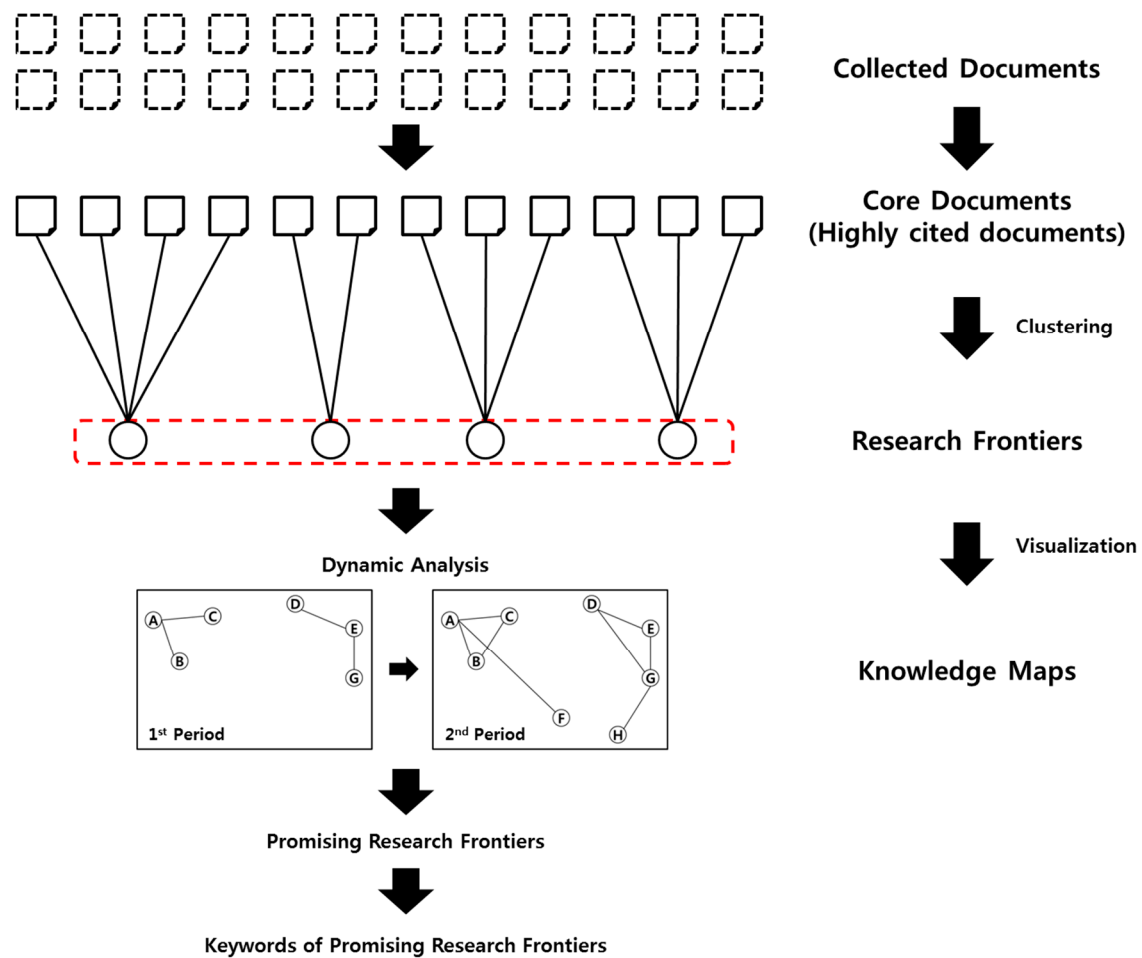 Collected Documents
Core Documents
(Highly cited documents)
Clustering
Research Frontiers
Visualization
Knowledge Maps
Dynamic Analysis
A
C
B
D
E
G
1st Period
A
C
B
F
D
E
G
H
2nd Period
Promising Research Frontiers
Keywords of Promising Research Frontiers